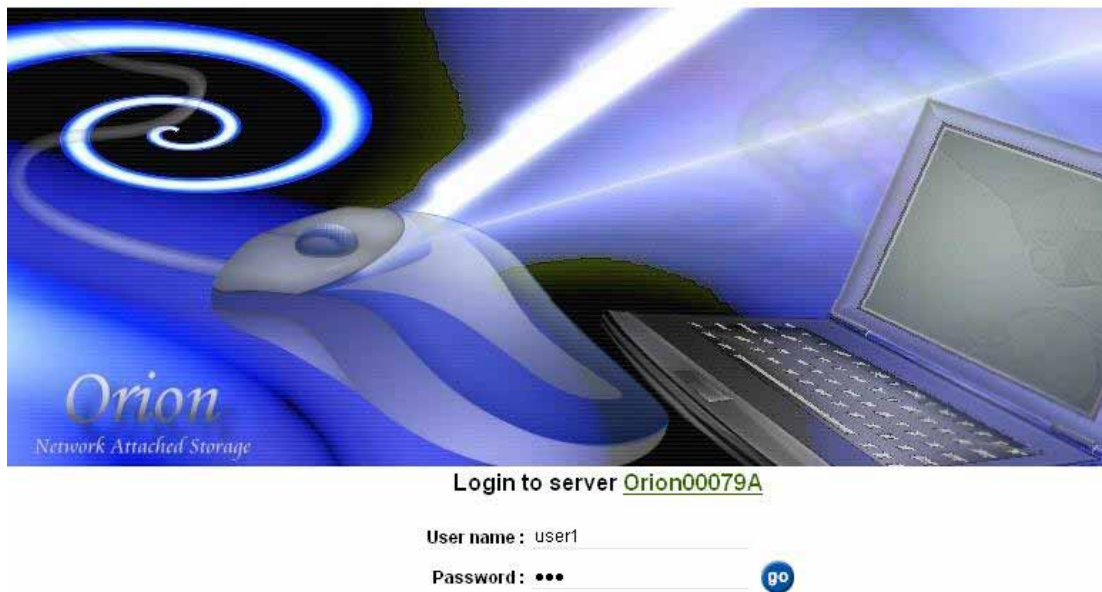 Orion
Network Attached Storage
Login to server Orion00079A
User name : user1
Password : •••
go